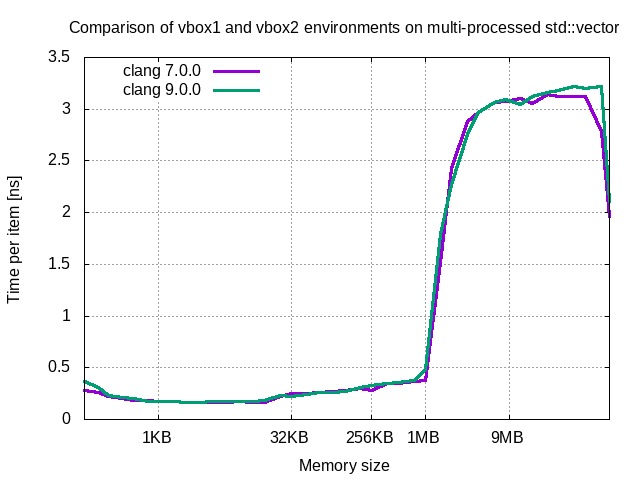 Comparison of vbox1 and vbox2 environments on multi-processed std::vector
clang 7.0.0
clang 9.0.0
3.5
3
2.5
2
1.5
1
0.5
0
Time per item [ns]
1KB 32KB 256KB 1MB 9MB
Memory size